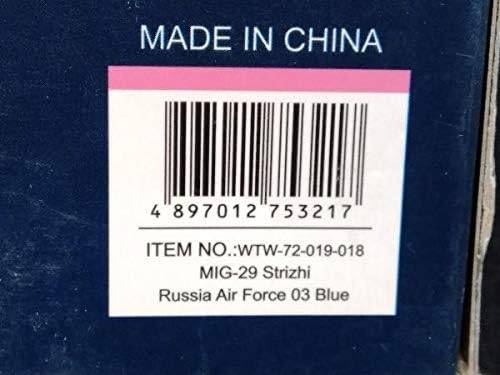 MADE IN CHINA
4 897012 753217
ITEM NO.:WTW-72-019-018
MIG-29 Strizhi
Russia Air Force 03 Blue